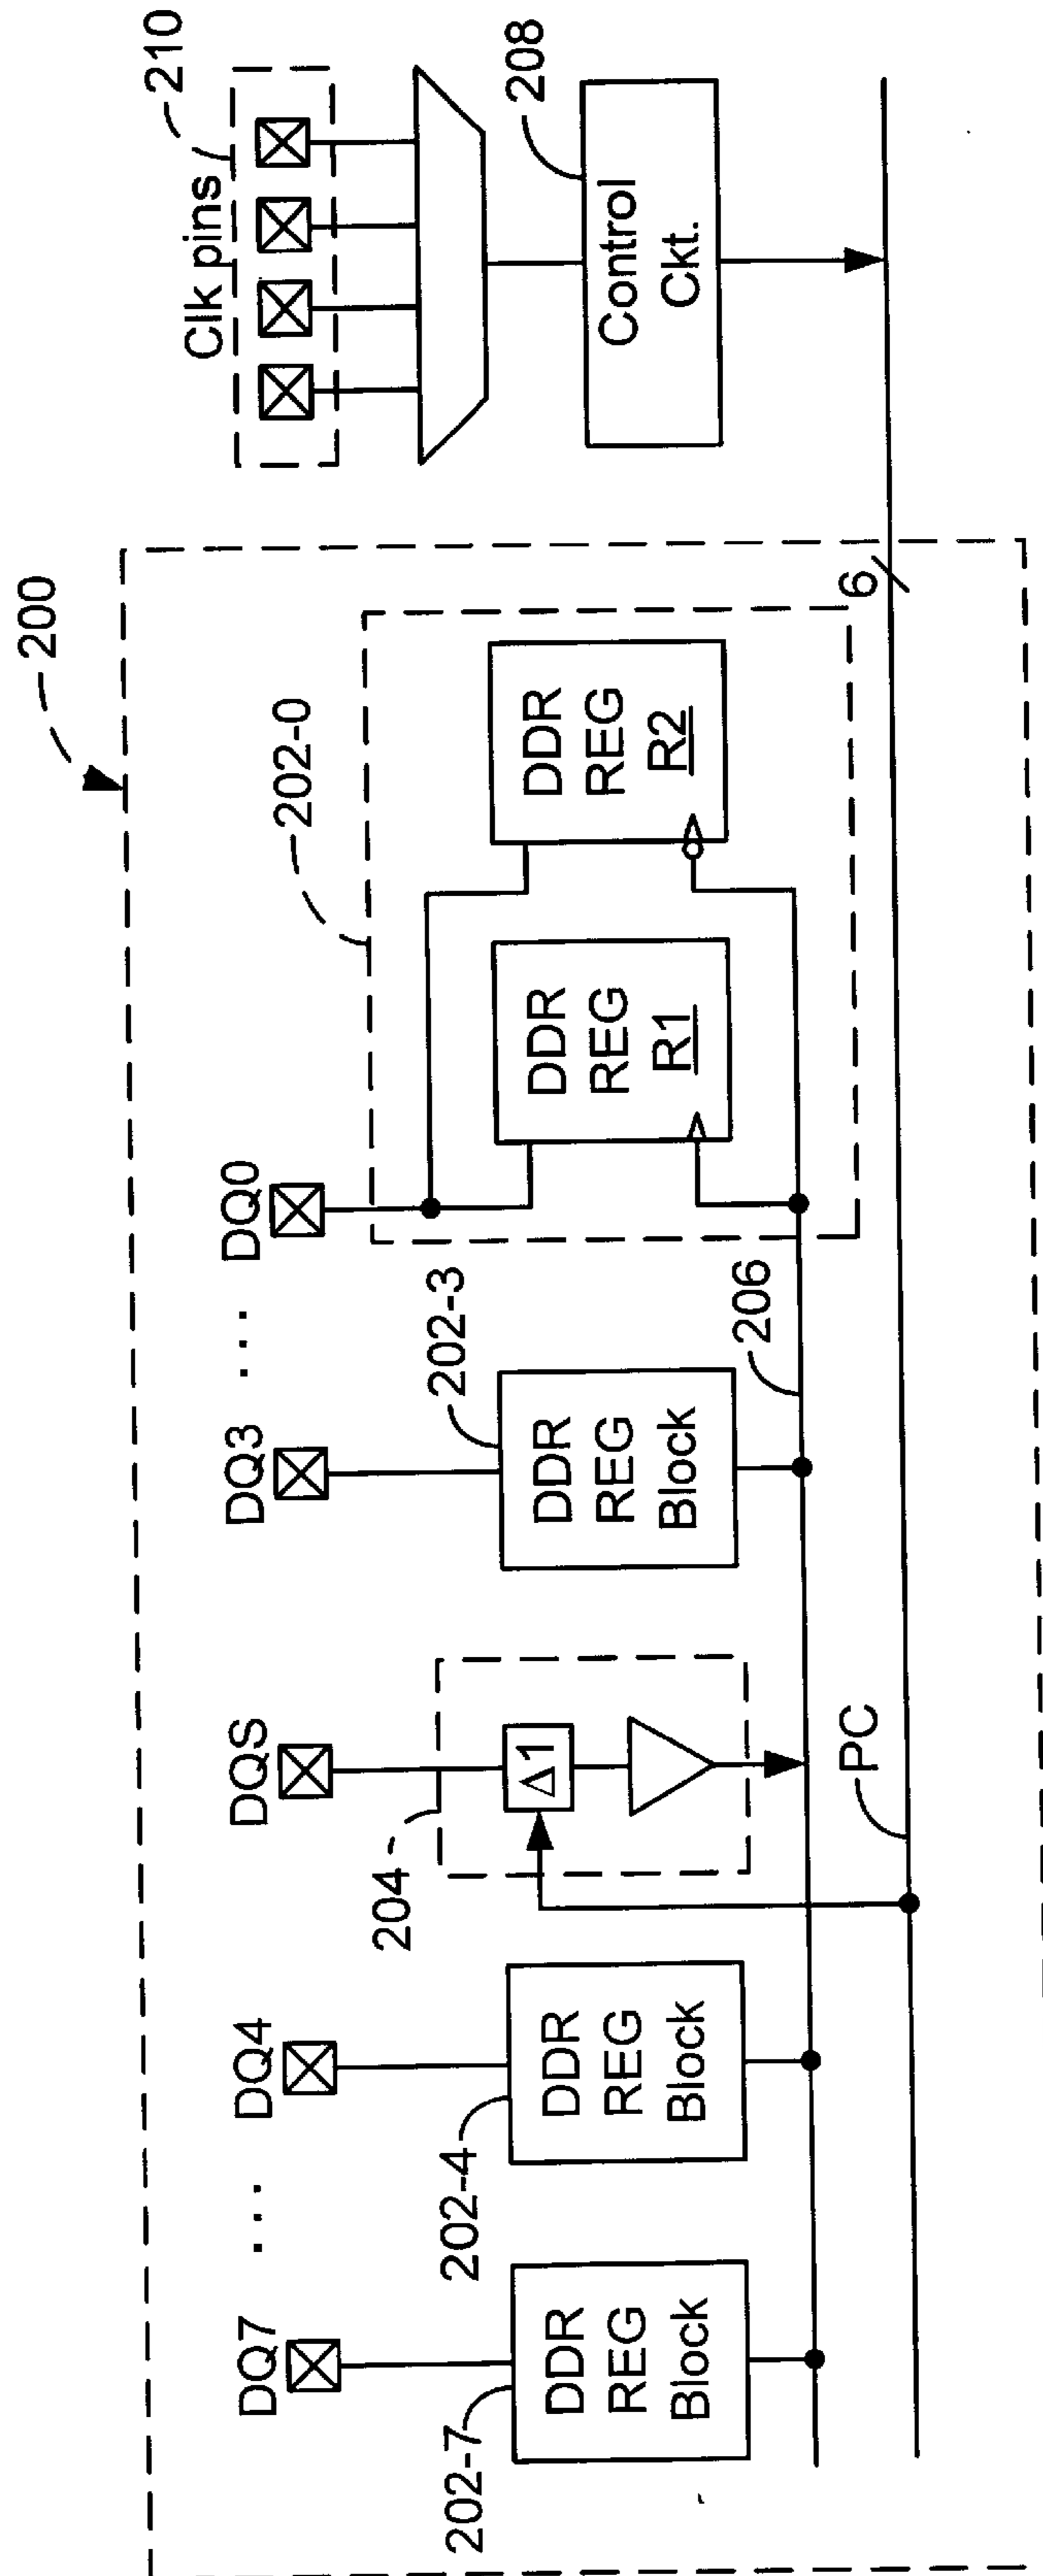 200
210
Clk pins
208
Control
Ckt.
DQ7
...
DQ4
DQS
DQ3
...
DQ0
202-0
202-7
DDR
REG
Block
202-4
DDR
REG
Block
204
Δ1
202-3
DDR
REG
Block
DDR
REG
R1
DDR
REG
R2
206
PC
6